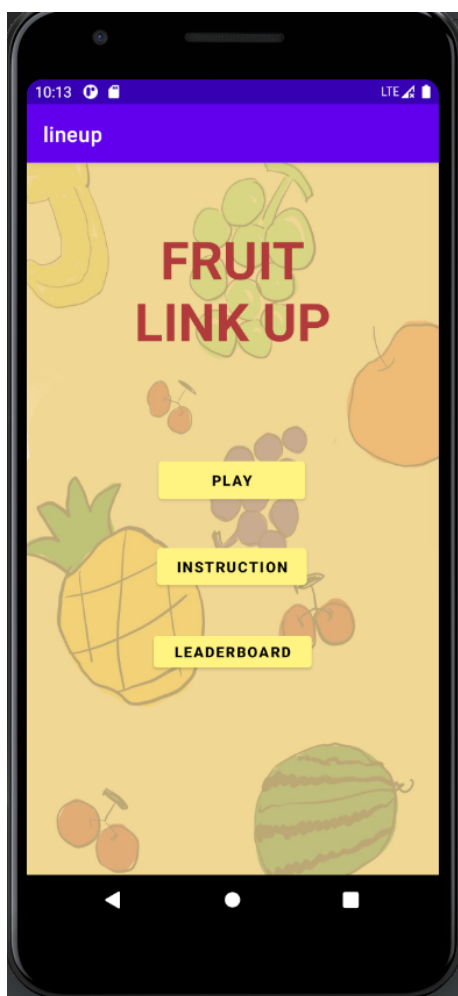 10:13 LTE
lineup
FRUIT
LINK UP
PLAY
INSTRUCTION
LEADERBOARD